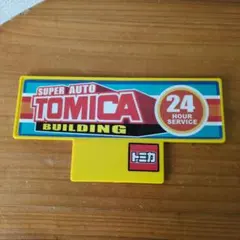 SUPER AUTO
TOMICA
BUILDING
24
HOUR
SERVICE
トミカ